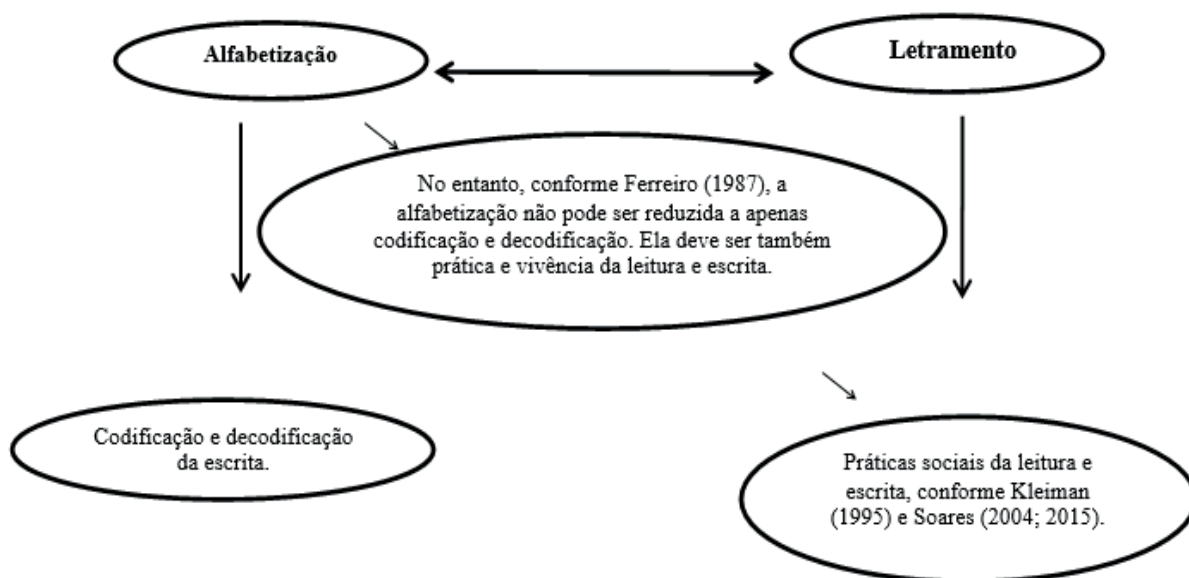 Alfabetização
Letramento
No entanto, conforme Ferreiro (1987), a
alfabetização não pode ser reduzida a apenas
codificação e decodificação. Ela deve ser também
prática e vivência da leitura e escrita.
Codificação e decodificação
da escrita.
Práticas sociais da leitura e
escrita, conforme Kleiman
(1995) e Soares (2004; 2015).